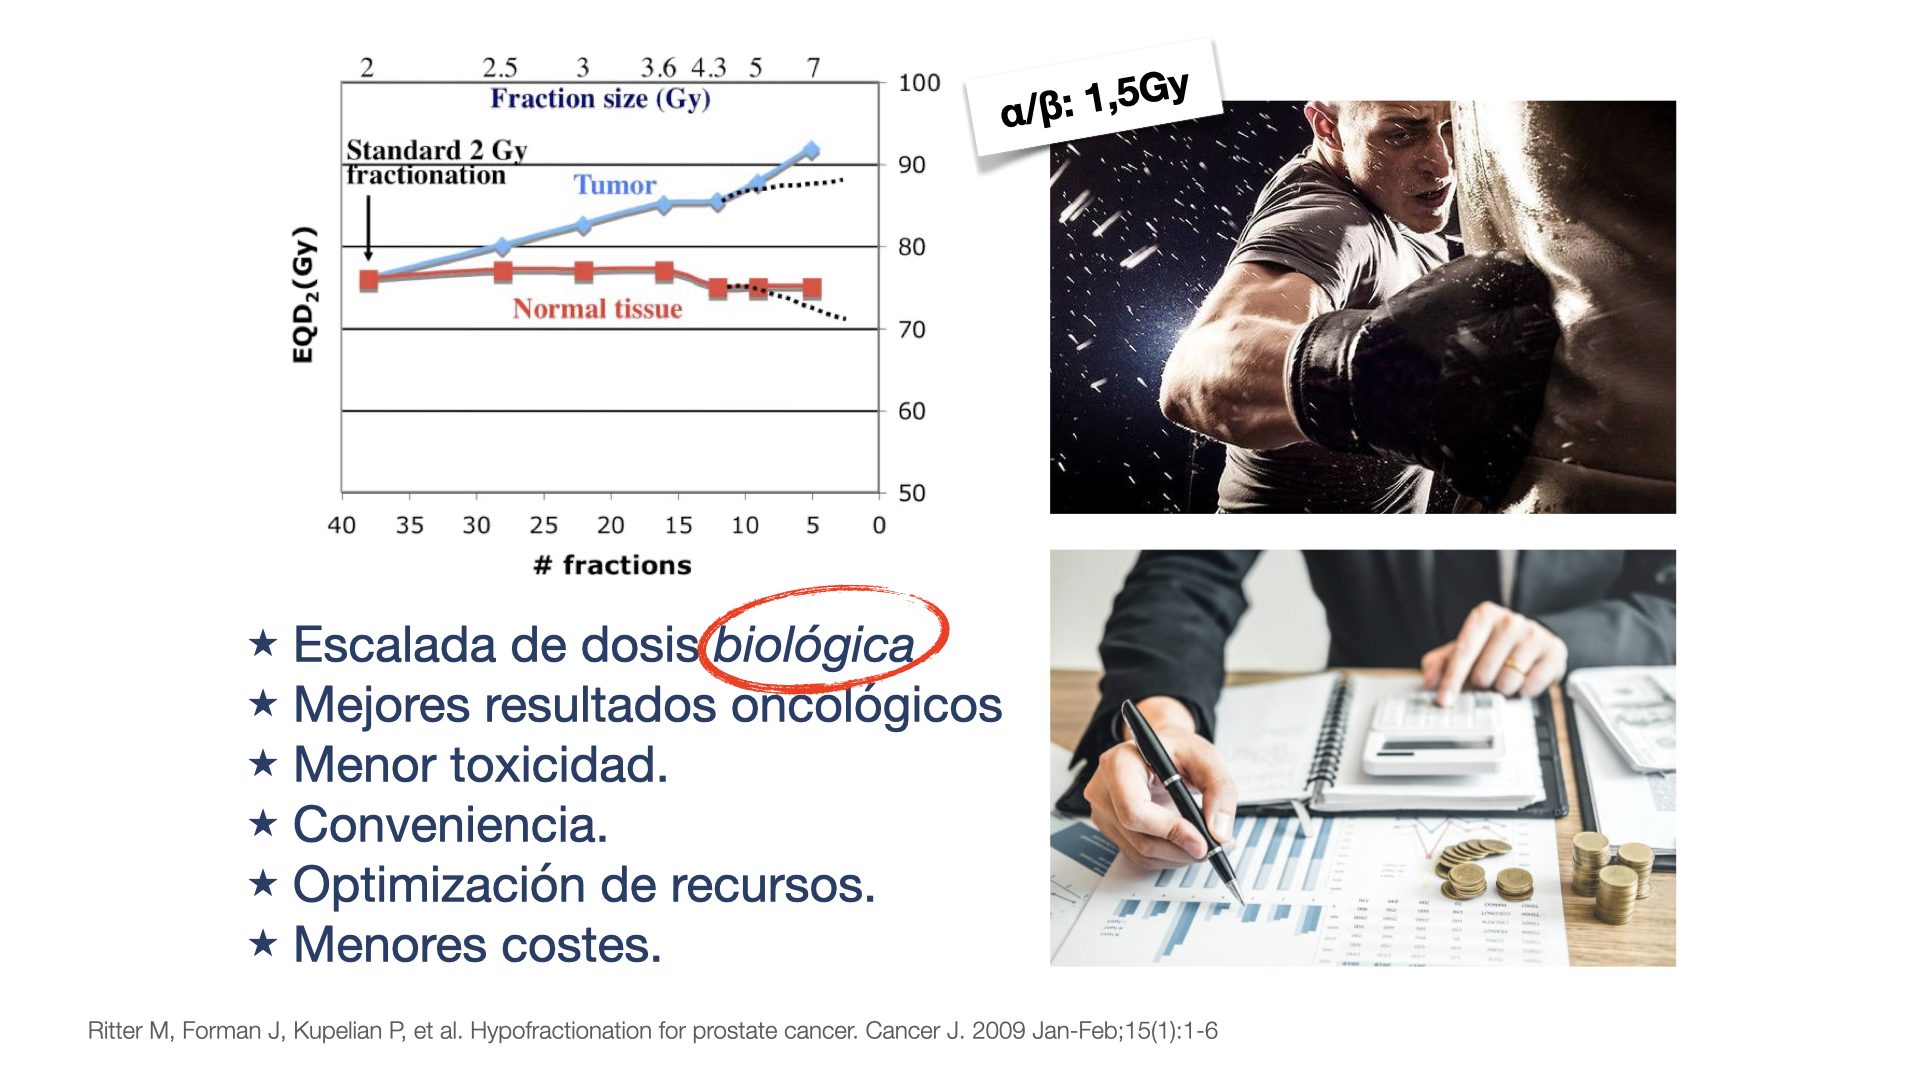 2 2.5 3 3.6 4.3 5 7
Fraction size (Gy)
Standard 2 Gy
fractionation
Tumor
Normal tissue
EQD2(Gy)
100
90
80
70
60
50
40 35 30 25 20 15 10 5 0
# fractions
α/β: 1,5Gy
★ Escalada de dosis biológica
★ Mejores resultados oncológicos
★ Menor toxicidad.
★ Conveniencia.
★ Optimización de recursos.
★ Menores costes.
Ritter M, Forman J, Kupelian P, et al. Hypofractionation for prostate cancer. Cancer J. 2009 Jan-Feb;15(1):1-6